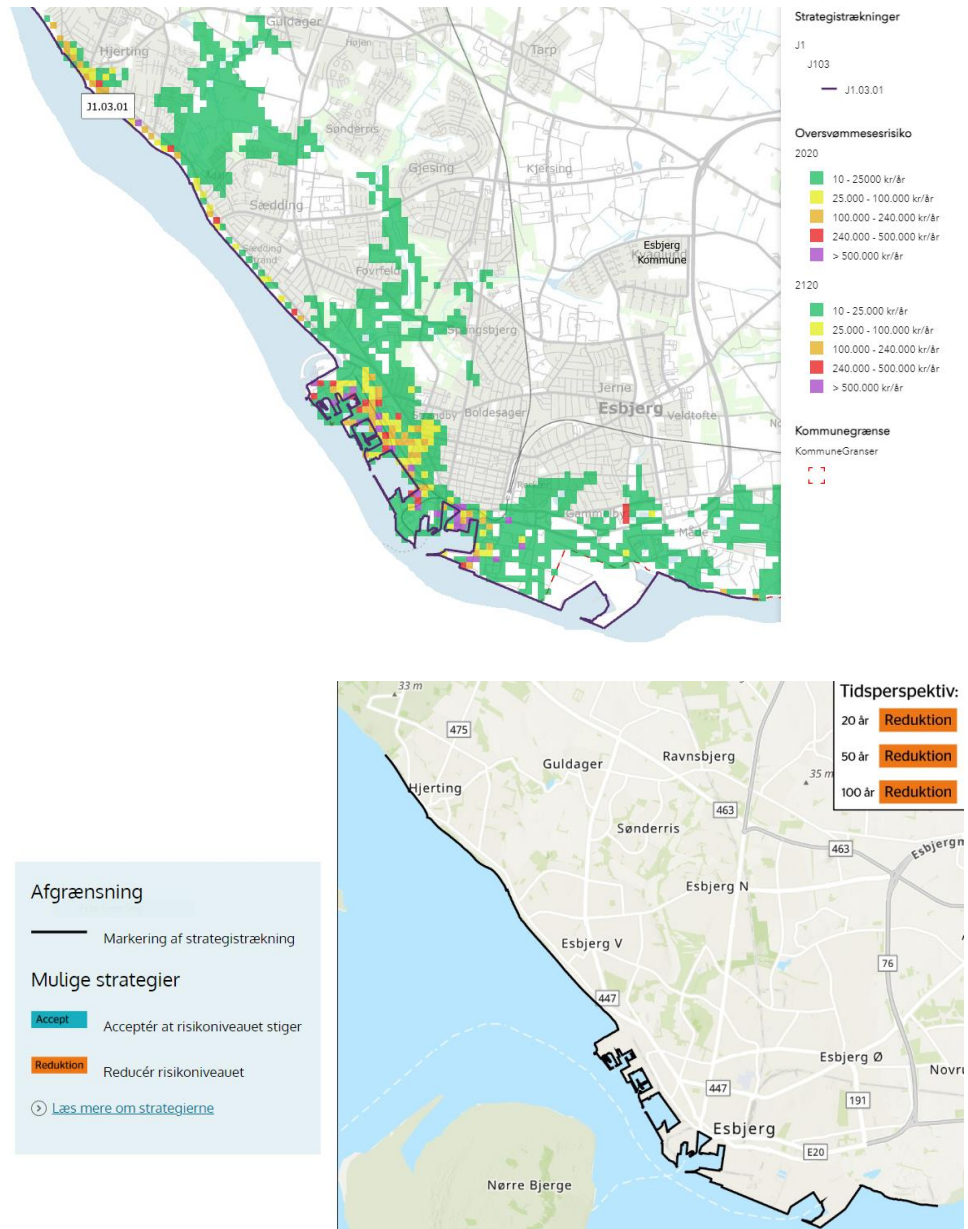 Guldager
Højen
Tarp
Hjerting
J1.03.01
Sønderris
Gjesing
Kjersing
Sædding
Sædding
Strand
Esbjerg
Kommune
Kvaglund
Fovrfeld
Spangsbjerg
Jerne
Strandby
Boldesager
Esbjerg
Veltofte
Gammelby
Måde
Strategistrækninger
J1
J103
J1.03.01
Oversvømmesesrisiko
2020
10 - 25000 kr/år
25.000 - 100.000 kr/år
100.000 - 240.000 kr/år
240.000 - 500.000 kr/år
> 500.000 kr/år
2120
10 - 25.000 kr/år
25.000 - 100.000 kr/år
100.000 - 240.000 kr/år
240.000 - 500.000 kr/år
> 500.000 kr/år
Kommunegrænse
KommuneGranser
Afgrænsning
Markering af strategistrækning
Mulige strategier
Accept Acceptér at risikoniveauet stiger
Reduktion Reducér risikoniveauet
Læs mere om strategierne
33 m
475
Hjerting
Guldager
Ravnsbjerg
35 m
463
463
Sønderris
Esbjerg N
Esbjerg V
76
447
Esbjerg Ø
447
191
Esbjerg
E20
Nørre Bjerge
Tidsperspektiv:
20 år Reduktion
50 år Reduktion
100 år Reduktion